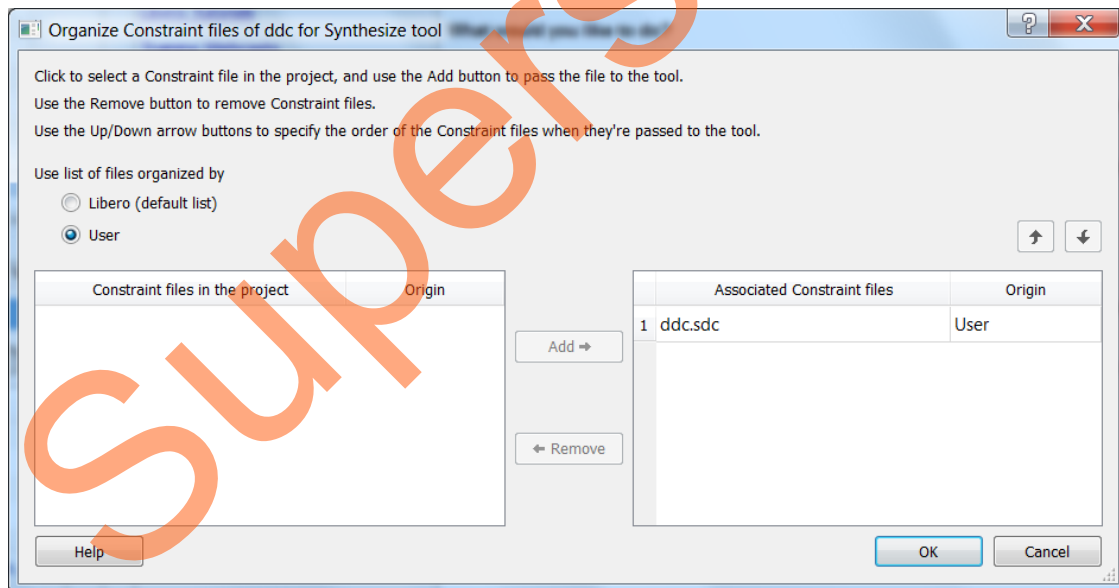 Organize Constraint files of ddc for Synthesize tool
Click to select a Constraint file in the project, and use the Add button to pass the file to the tool.
Use the Remove button to remove Constraint files.
Use the Up/Down arrow buttons to specify the order of the Constraint files when they're passed to the tool.
Use list of files organized by
Libero (default list)
User
Constraint files in the project Origin
Associated Constraint files Origin
1 ddc.sdc User
Add
Remove
Help OK Cancel
Supers